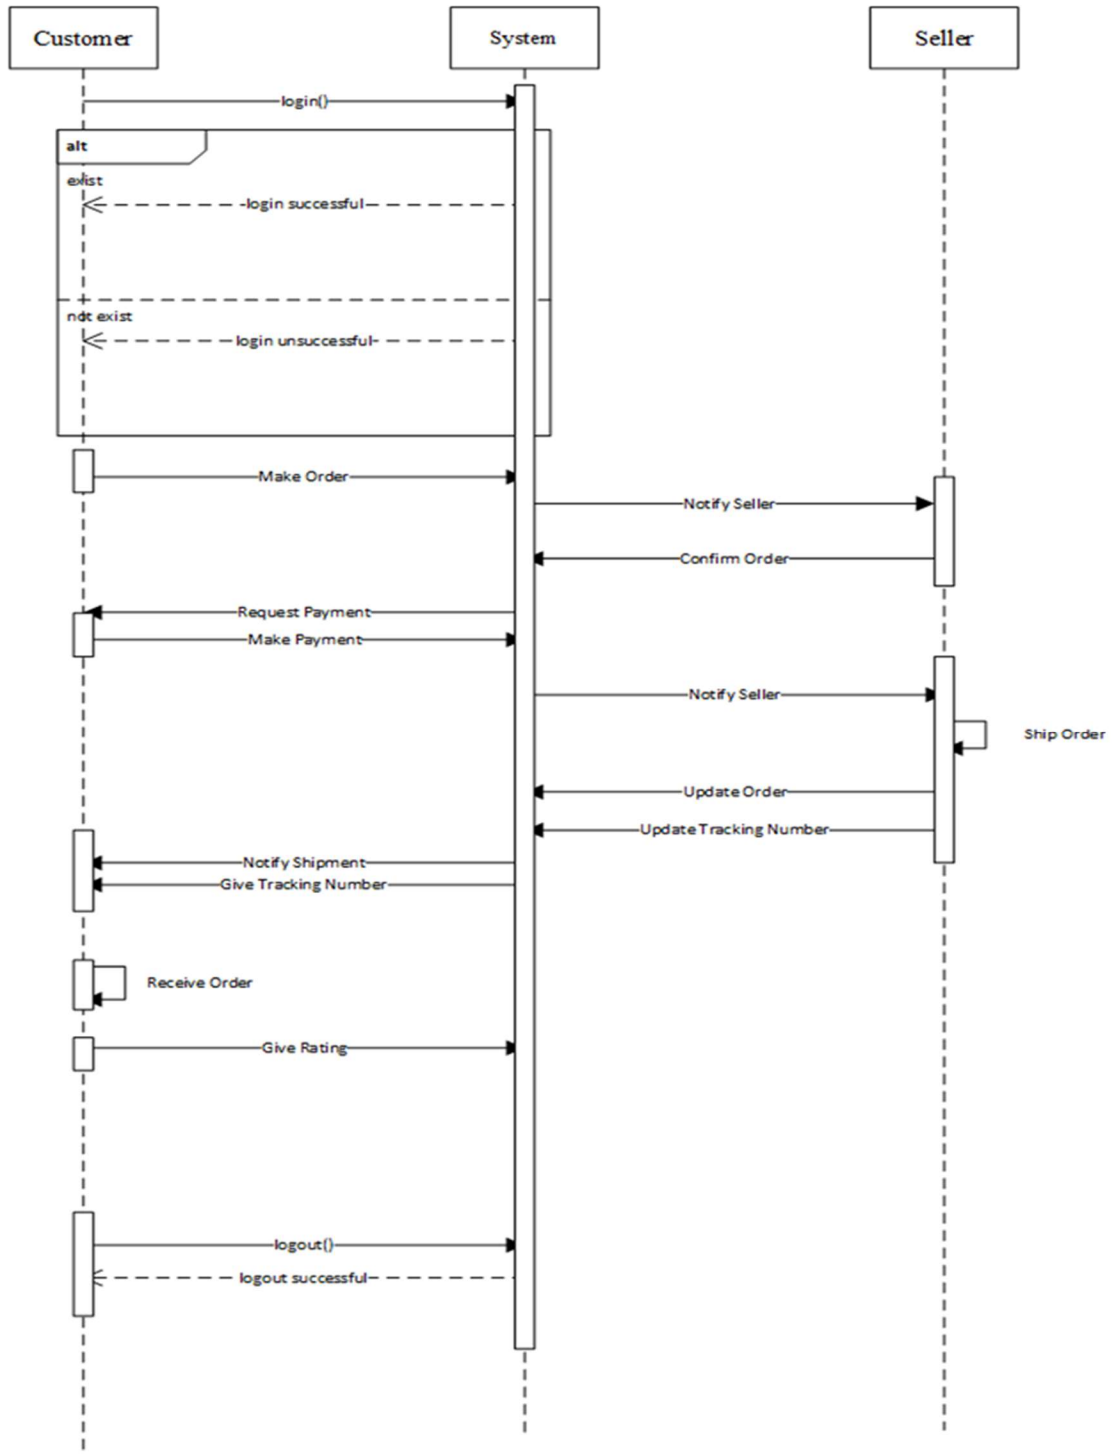 Customer
System
Seller
login()
alt
exist
login successful
not exist
login unsuccessful
Make Order
Notify Seller
Confirm Order
Request Payment
Make Payment
Notify Seller
Ship Order
Update Order
Update Tracking Number
Notify Shipment
Give Tracking Number
Receive Order
Give Rating
logout()
logout successful